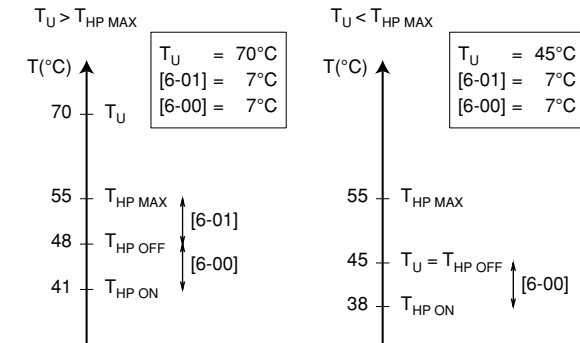 T_U > T_HP MAX
T(°C)
T_U = 70°C
[6-01] = 7°C
[6-00] = 7°C
70 T_U
55 T_HP MAX
[6-01]
48 T_HP OFF
[6-00]
41 T_HP ON
T_U < T_HP MAX
T(°C)
T_U = 45°C
[6-01] = 7°C
[6-00] = 7°C
55 T_HP MAX
45 T_U = T_HP OFF
[6-00]
38 T_HP ON